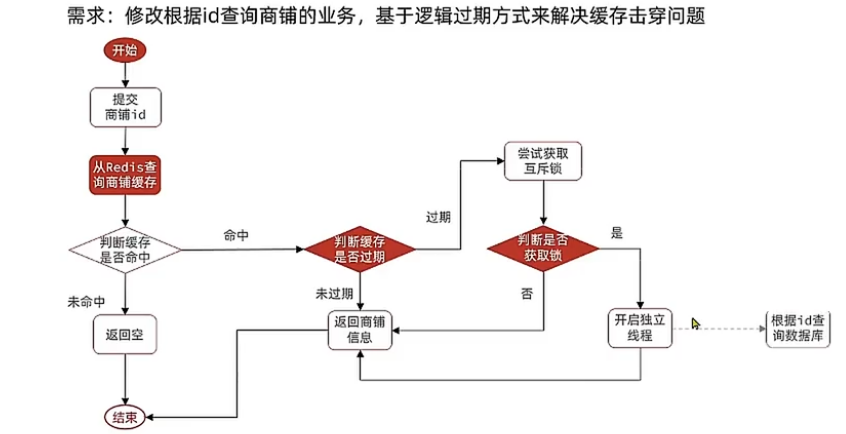 需求：修改根据id查询商铺的业务，基于逻辑过期方式来解决缓存击穿问题
开始
提交
商铺id
从Redis查
询商铺缓存
判断缓存
是否命中
命中
未命中
返回空
结束
判断缓存
是否过期
过期
未过期
返回商铺
信息
尝试获取
互斥锁
判断是否
获取锁
是
否
开启独立
线程
根据id查
询数据库